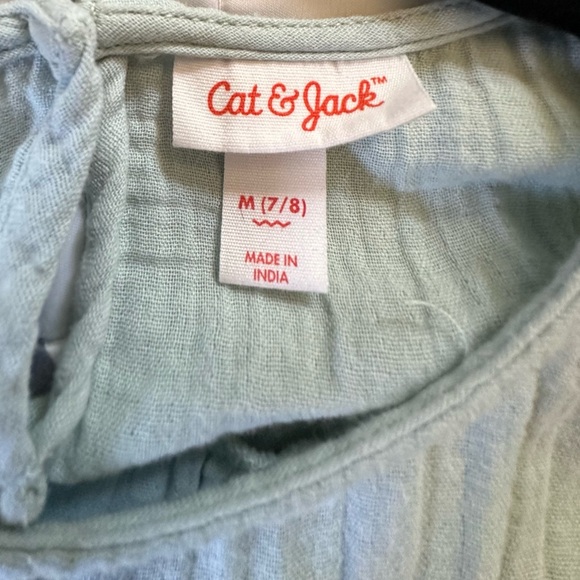 Cat & Jack™
M (7/8)
MADE IN
INDIA